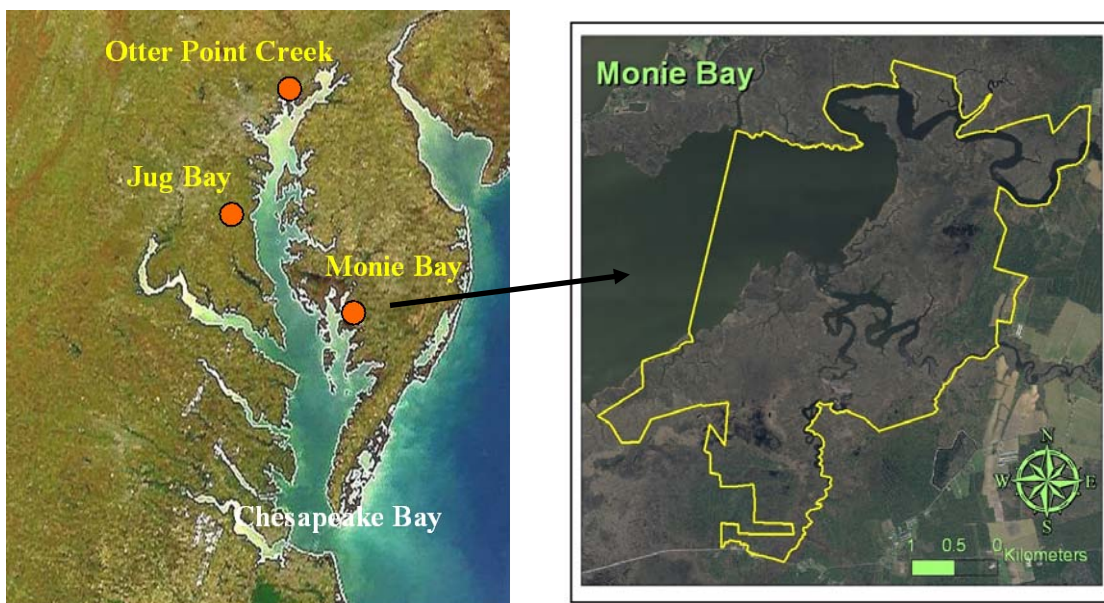 Otter Point Creek
Jug Bay
Monie Bay
Chesapeake Bay
Monie Bay
N
W E
S
1 0.5 0
Kilometers